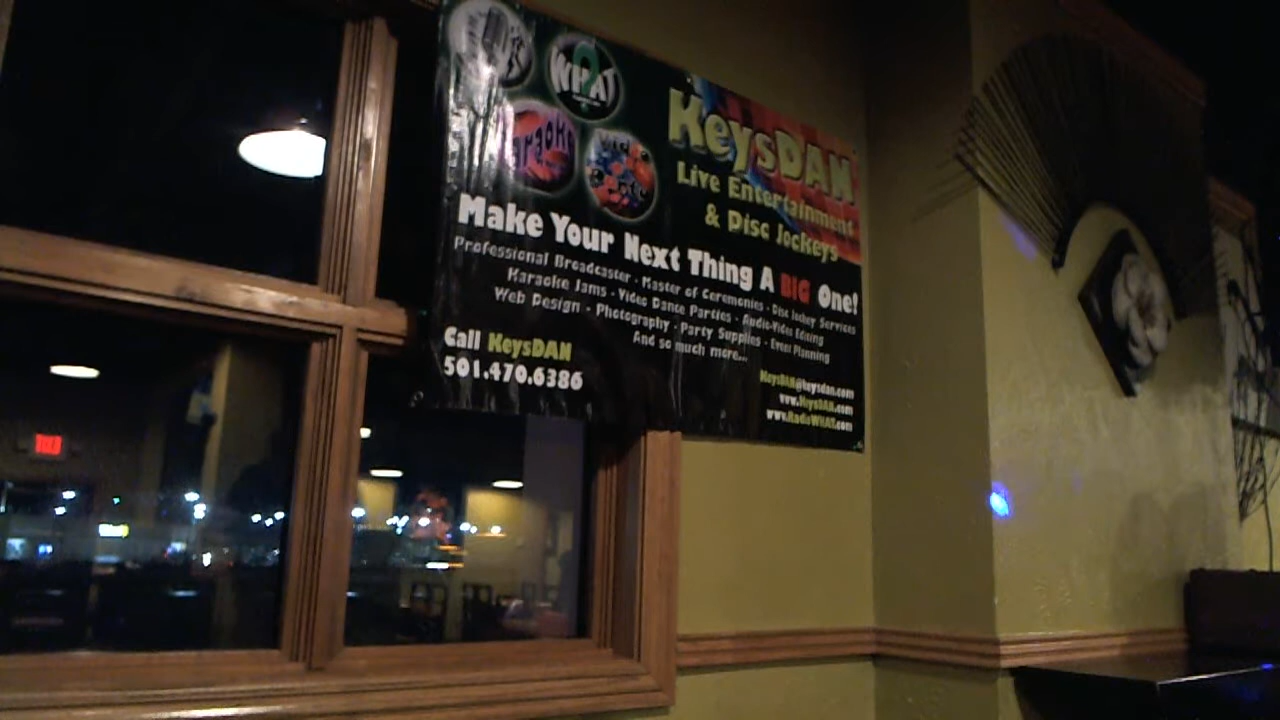 WHAT
Karaoke
KeysDAN
Live Entertainment
& Disc Jockeys
Make Your Next Thing A BIG One!
Professional Broadcaster - Master of Ceremonies - Disc Jockey Services
Karaoke Jams - Video Dance Parties - Audio-Video Editing
Web Design - Photography - Party Supplies - Event Planning
And so much more...
Call KeysDAN
501.470.6386
KeysDAN@keysdan.com
www.KeysDAN.com
www.RadioWHAT.com